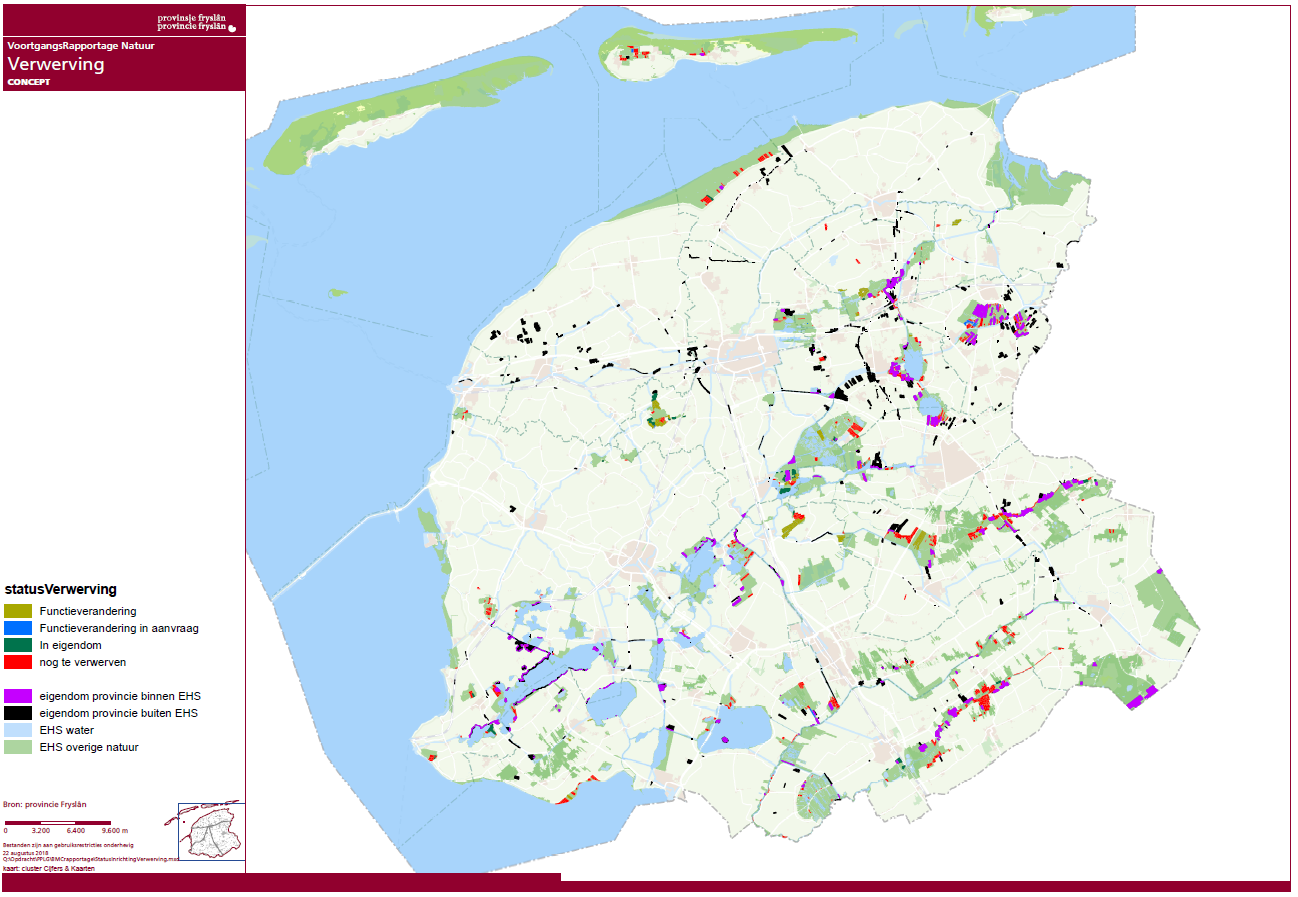 provinsje fryslân
provincie fryslân
VoortgangsRapportage Natuur
Verwerving
CONCEPT
statusVerwerving
Functieverandering
Functieverandering in aanvraag
In eigendom
nog te verwerven
eigendom provincie binnen EHS
eigendom provincie buiten EHS
EHS water
EHS overige natuur
Bron: provincie Fryslân
0 3.200 6.400 9.600 m
Bestanden zijn aan gebruiksrestricties onderhevig
22 augustus 2018
kaart: cluster Cijfers & Kaarten